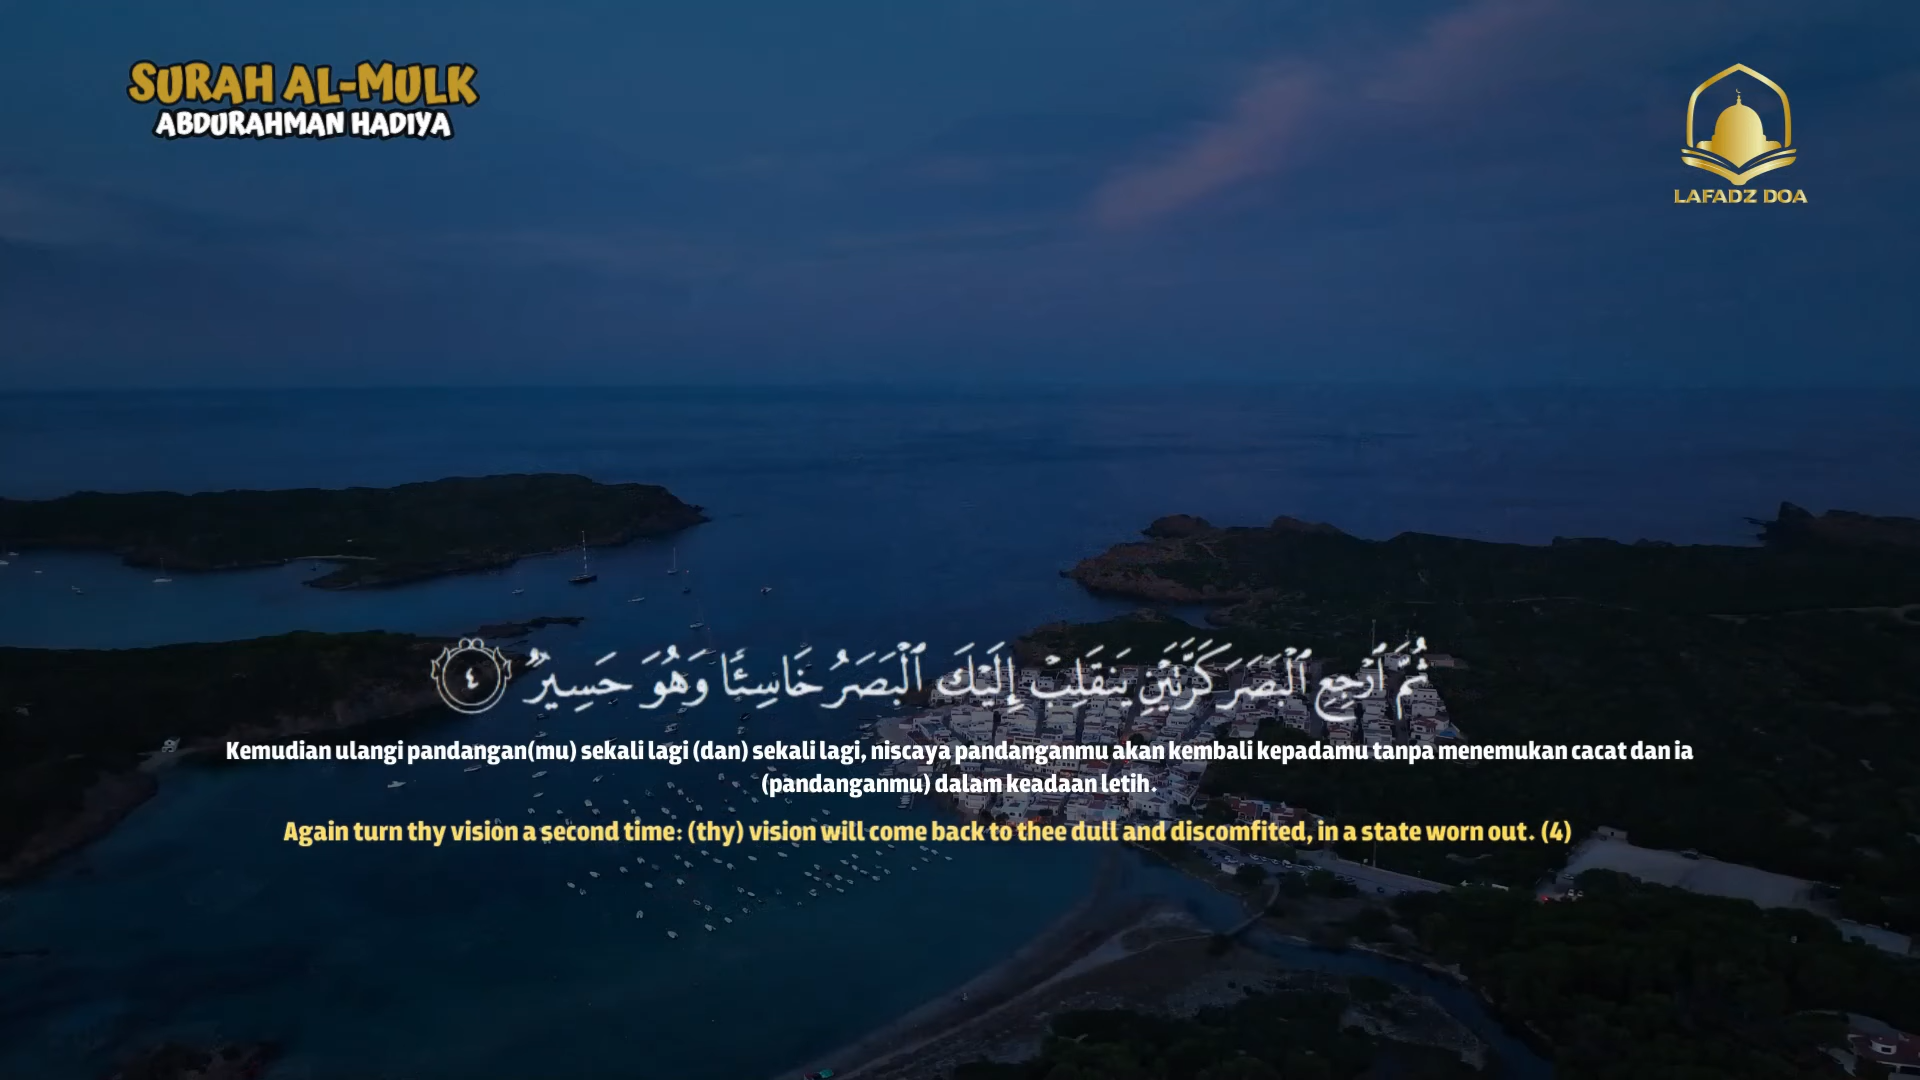 SURAH AL-MULK
ABDURAHMAN HADIYA
LAFADZ DOA
ثُمَّ ٱرْجِعِ ٱلْبَصَرَ كَرَّتَيْنِ يَنقَلِبْ إِلَيْكَ ٱلْبَصَرُ خَاسِئًا وَهُوَ حَسِيرٌ ٤
Kemudian ulangi pandangan(mu) sekali lagi (dan) sekali lagi, niscaya pandanganmu akan kembali kepadamu tanpa menemukan cacat dan ia
(pandanganmu) dalam keadaan letih.
Again turn thy vision a second time: (thy) vision will come back to thee dull and discomfited, in a state worn out. (4)